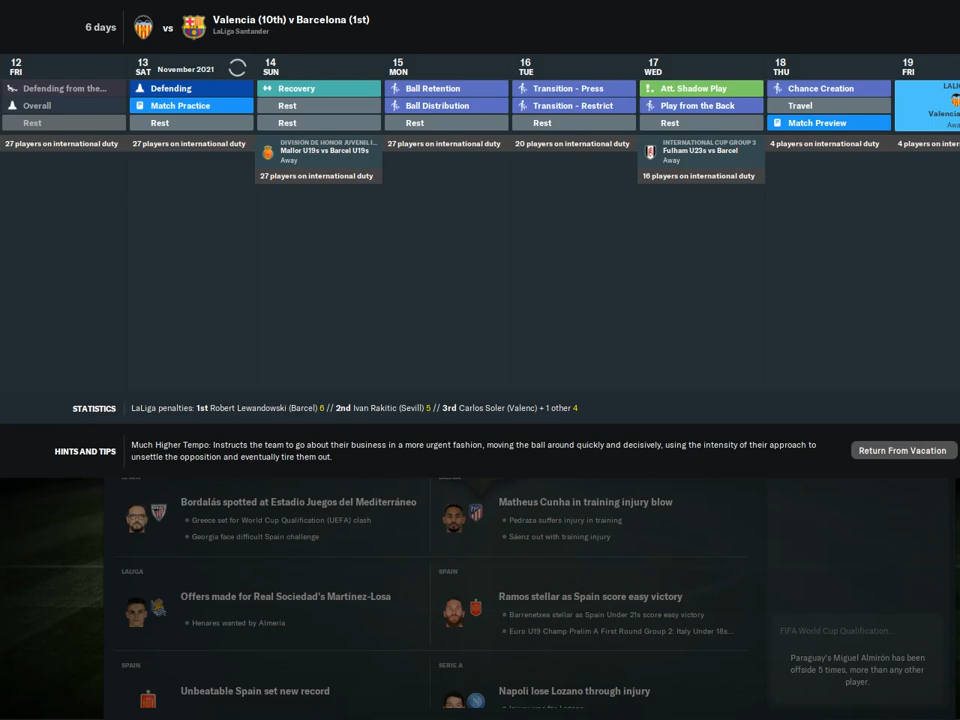 6 days
vs
Valencia (10th) v Barcelona (1st)
LaLiga Santander
12
FRI
13
SAT November 2021
14
SUN
15
MON
16
TUE
17
WED
18
THU
19
FRI
Defending from the...
Overall
Rest
27 players on international duty
Defending
Match Practice
Rest
27 players on international duty
Recovery
Rest
Rest
DIVISIÓN DE HONOR JUVENIL I...
Mallor U19s vs Barcel U19s
Away
27 players on international duty
Ball Retention
Ball Distribution
Rest
27 players on international duty
Transition - Press
Transition - Restrict
Rest
20 players on international duty
Att. Shadow Play
Play from the Back
Rest
INTERNATIONAL CUP GROUP 3
Fulham U23s vs Barcel
Away
16 players on international duty
Chance Creation
Travel
Match Preview
4 players on international duty
LALIG
Valencia
Awa
4 players on inter
STATISTICS
LaLiga penalties: 1st Robert Lewandowski (Barcel) 6 // 2nd Ivan Rakitic (Sevill) 5 // 3rd Carlos Soler (Valenc) + 1 other 4
HINTS AND TIPS
Much Higher Tempo: Instructs the team to go about their business in a more urgent fashion, moving the ball around quickly and decisively, using the intensity of their approach to
unsettle the opposition and eventually tire them out.
Return From Vacation
Bordalás spotted at Estadio Juegos del Mediterráneo
Greece set for World Cup Qualification (UEFA) clash
Georgia face difficult Spain challenge
Matheus Cunha in training injury blow
Pedraza suffers injury in training
Sáenz out with training injury
LALIGA
Offers made for Real Sociedad's Martínez-Losa
Henares wanted by Almeria
SPAIN
Ramos stellar as Spain score easy victory
Barrenetxea stellar as Spain Under 21s score easy victory
Euro U19 Champ Prelim A First Round Group 2: Italy Under 18s...
FIFA World Cup Qualification...
Paraguay's Miguel Almirón has been
offside 5 times, more than any other
player.
SPAIN
Unbeatable Spain set new record
SERIE A
Napoli lose Lozano through injury